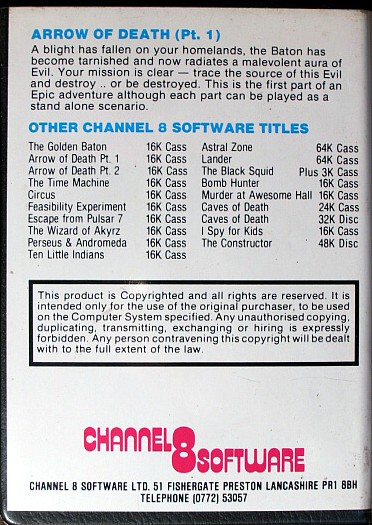 ARROW OF DEATH (Pt. 1)
A blight has fallen on your homelands, the Baton has
become tarnished and now radiates a malevolent aura of
Evil. Your mission is clear — trace the source of this Evil
and destroy .. or be destroyed. This is the first part of an
Epic adventure although each part can be played as a
stand alone scenario.
OTHER CHANNEL 8 SOFTWARE TITLES
The Golden Baton 16K Cass
Arrow of Death Pt. 1 16K Cass
Arrow of Death Pt. 2 16K Cass
The Time Machine 16K Cass
Circus 16K Cass
Feasibility Experiment 16K Cass
Escape from Pulsar 7 16K Cass
The Wizard of Akyrz 16K Cass
Perseus & Andromeda 16K Cass
Ten Little Indians 16K Cass
Astral Zone 64K Cass
Lander 64K Cass
The Black Squid Plus 3K Cass
Bomb Hunter 16K Cass
Murder at Awesome Hall 16K Cass
Caves of Death 24K Cass
Caves of Death 32K Disc
I Spy for Kids 16K Cass
The Constructor 48K Disc
This product is Copyrighted and all rights are reserved. It is
intended only for the use of the original purchaser, to be used
on the Computer System specified. Any unauthorised copying,
duplicating, transmitting, exchanging or hiring is expressly
forbidden. Any person contravening this copyright will be dealt
with to the full extent of the law.
CHANNEL 8 SOFTWARE
CHANNEL 8 SOFTWARE LTD. 51 FISHERGATE PRESTON LANCASHIRE PR1 8BH
TELEPHONE (0772) 53057